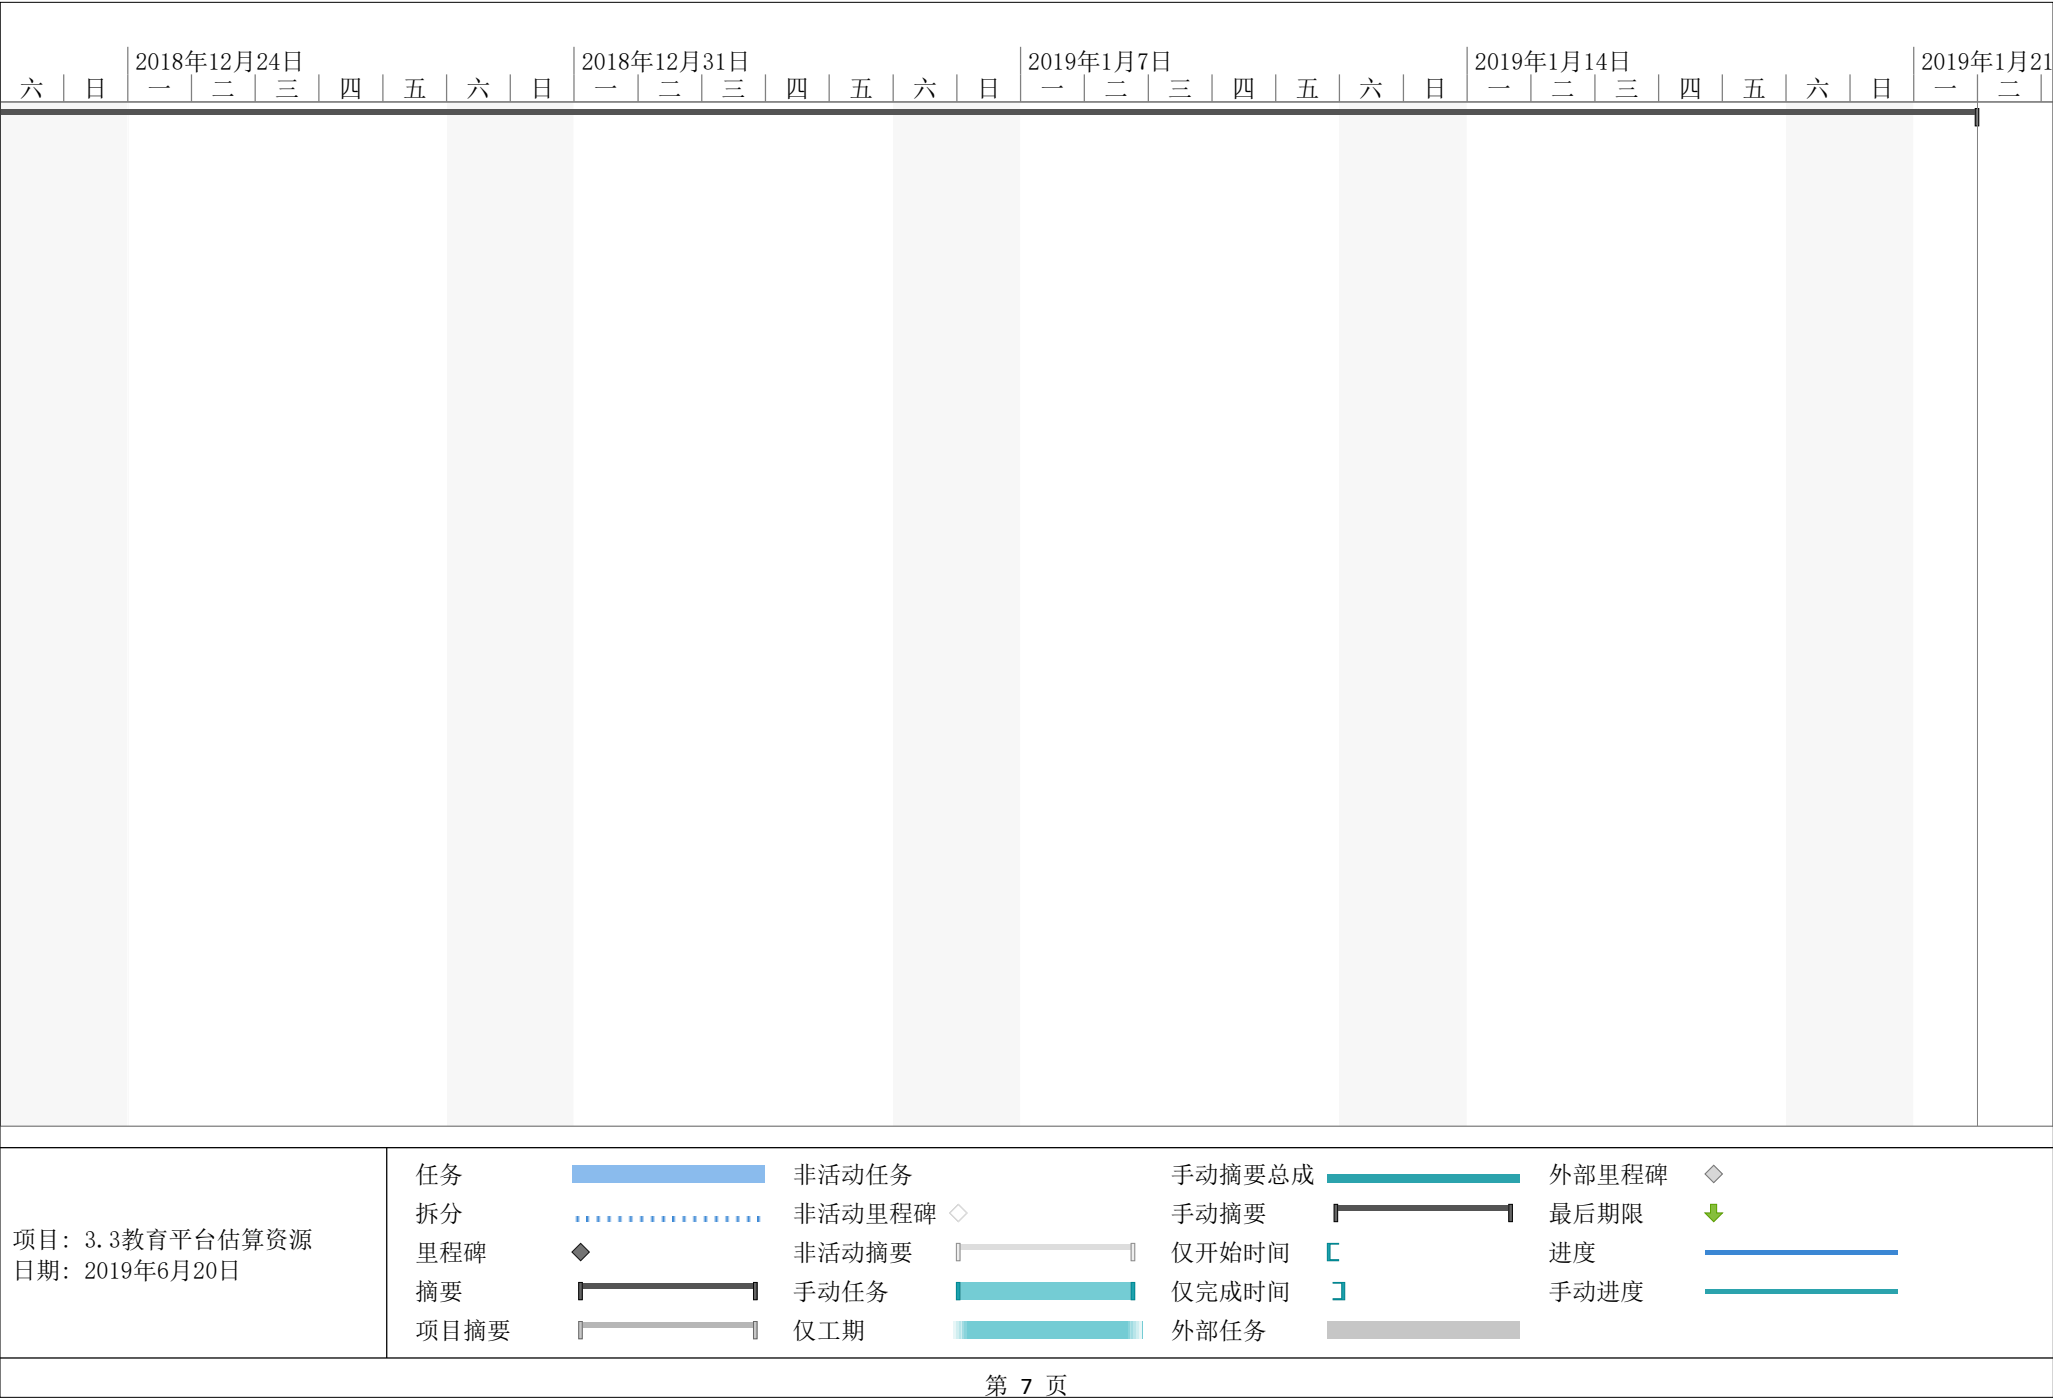 2018年12月24日 2018年12月31日 2019年1月7日 2019年1月14日 2019年1月21
六 日 一 二 三 四 五 六 日 一 二 三 四 五 六 日 一 二 三 四 五 六 日 一 二 三 四 五 六 日 一 二
项目: 3.3教育平台估算资源
日期: 2019年6月20日
任务
拆分
里程碑
摘要
项目摘要
非活动任务
非活动里程碑
非活动摘要
手动任务
仅工期
手动摘要总成
手动摘要
仅开始时间
仅完成时间
外部任务
外部里程碑
最后期限
进度
手动进度
第 7 页